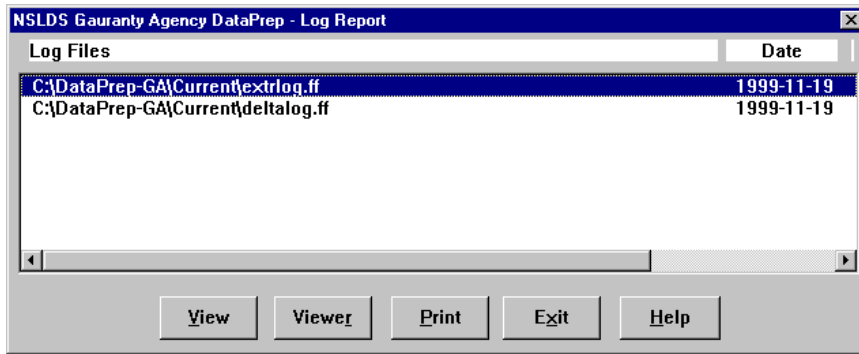 NSLDS Gauranty Agency DataPrep - Log Report
Log Files Date
C:\DataPrep-GA\Current\extrlog.ff 1999-11-19
C:\DataPrep-GA\Current\deltalog.ff 1999-11-19
View Viewer Print Exit Help